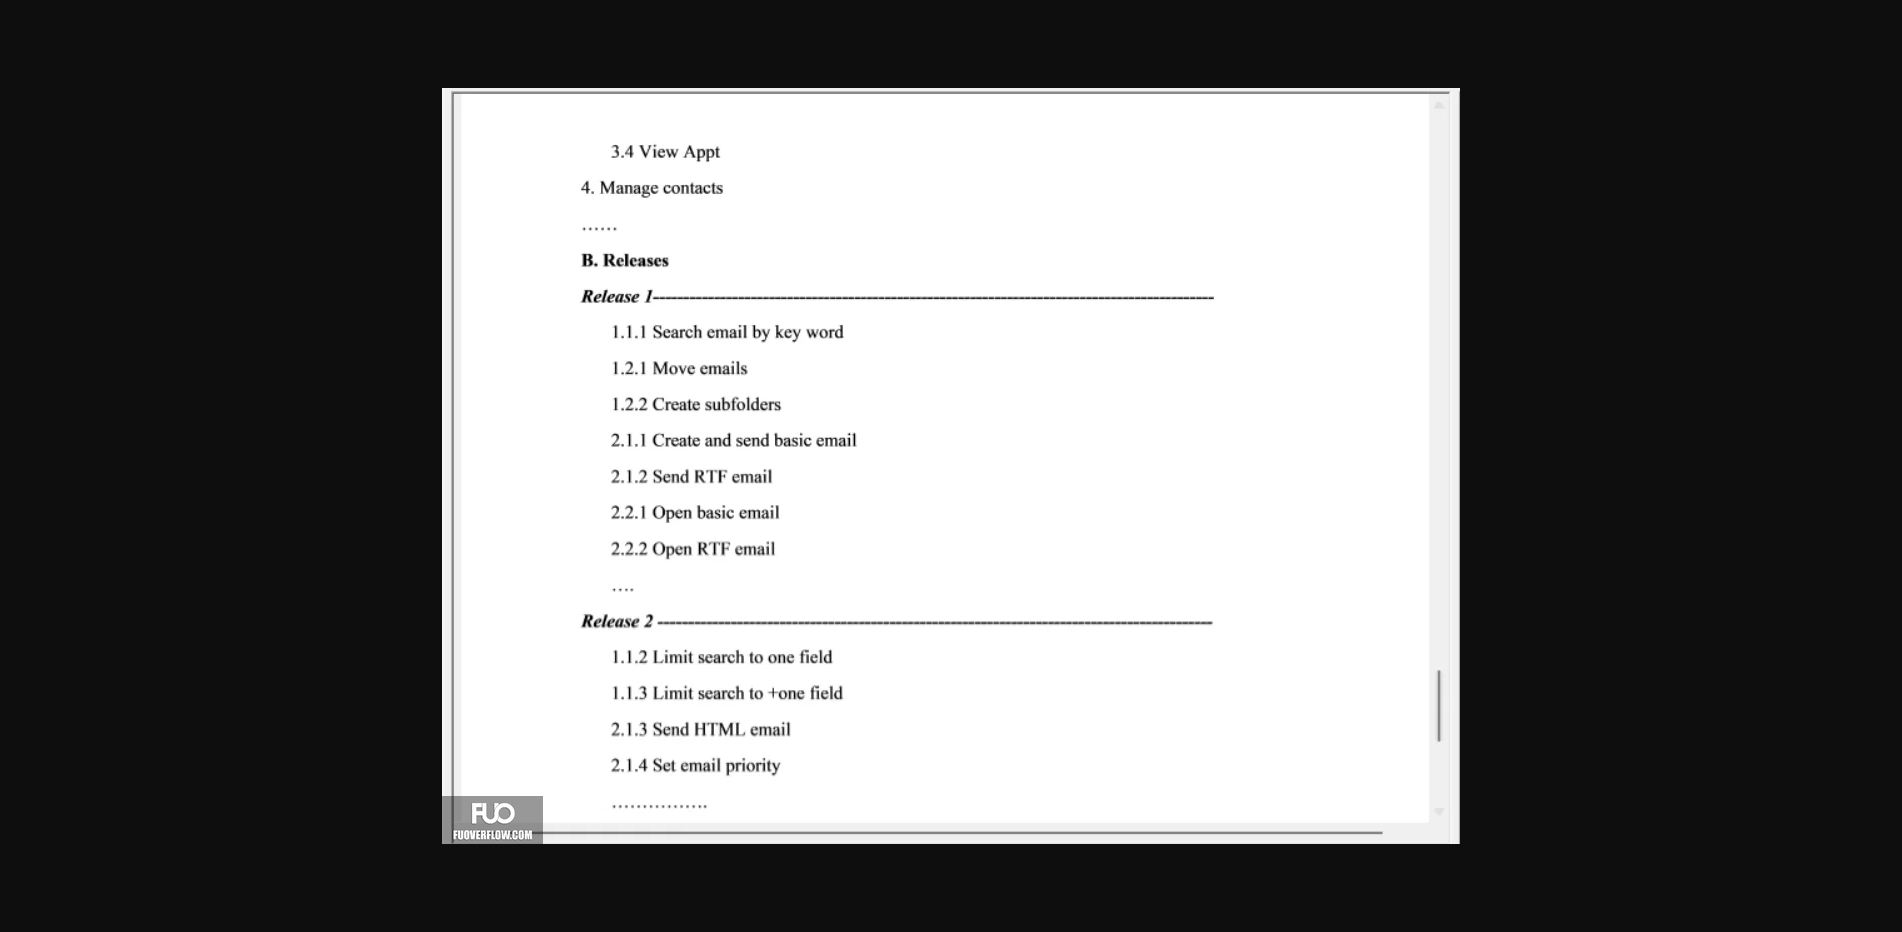 3.4 View Appt
4. Manage contacts
......
B. Releases
Release 1------------------------------------------------------------------------------------------
1.1.1 Search email by key word
1.2.1 Move emails
1.2.2 Create subfolders
2.1.1 Create and send basic email
2.1.2 Send RTF email
2.2.1 Open basic email
2.2.2 Open RTF email
....
Release 2 -----------------------------------------------------------------------------------------
1.1.2 Limit search to one field
1.1.3 Limit search to +one field
2.1.3 Send HTML email
2.1.4 Set email priority
................
FUO
FUOVERFLOW.COM